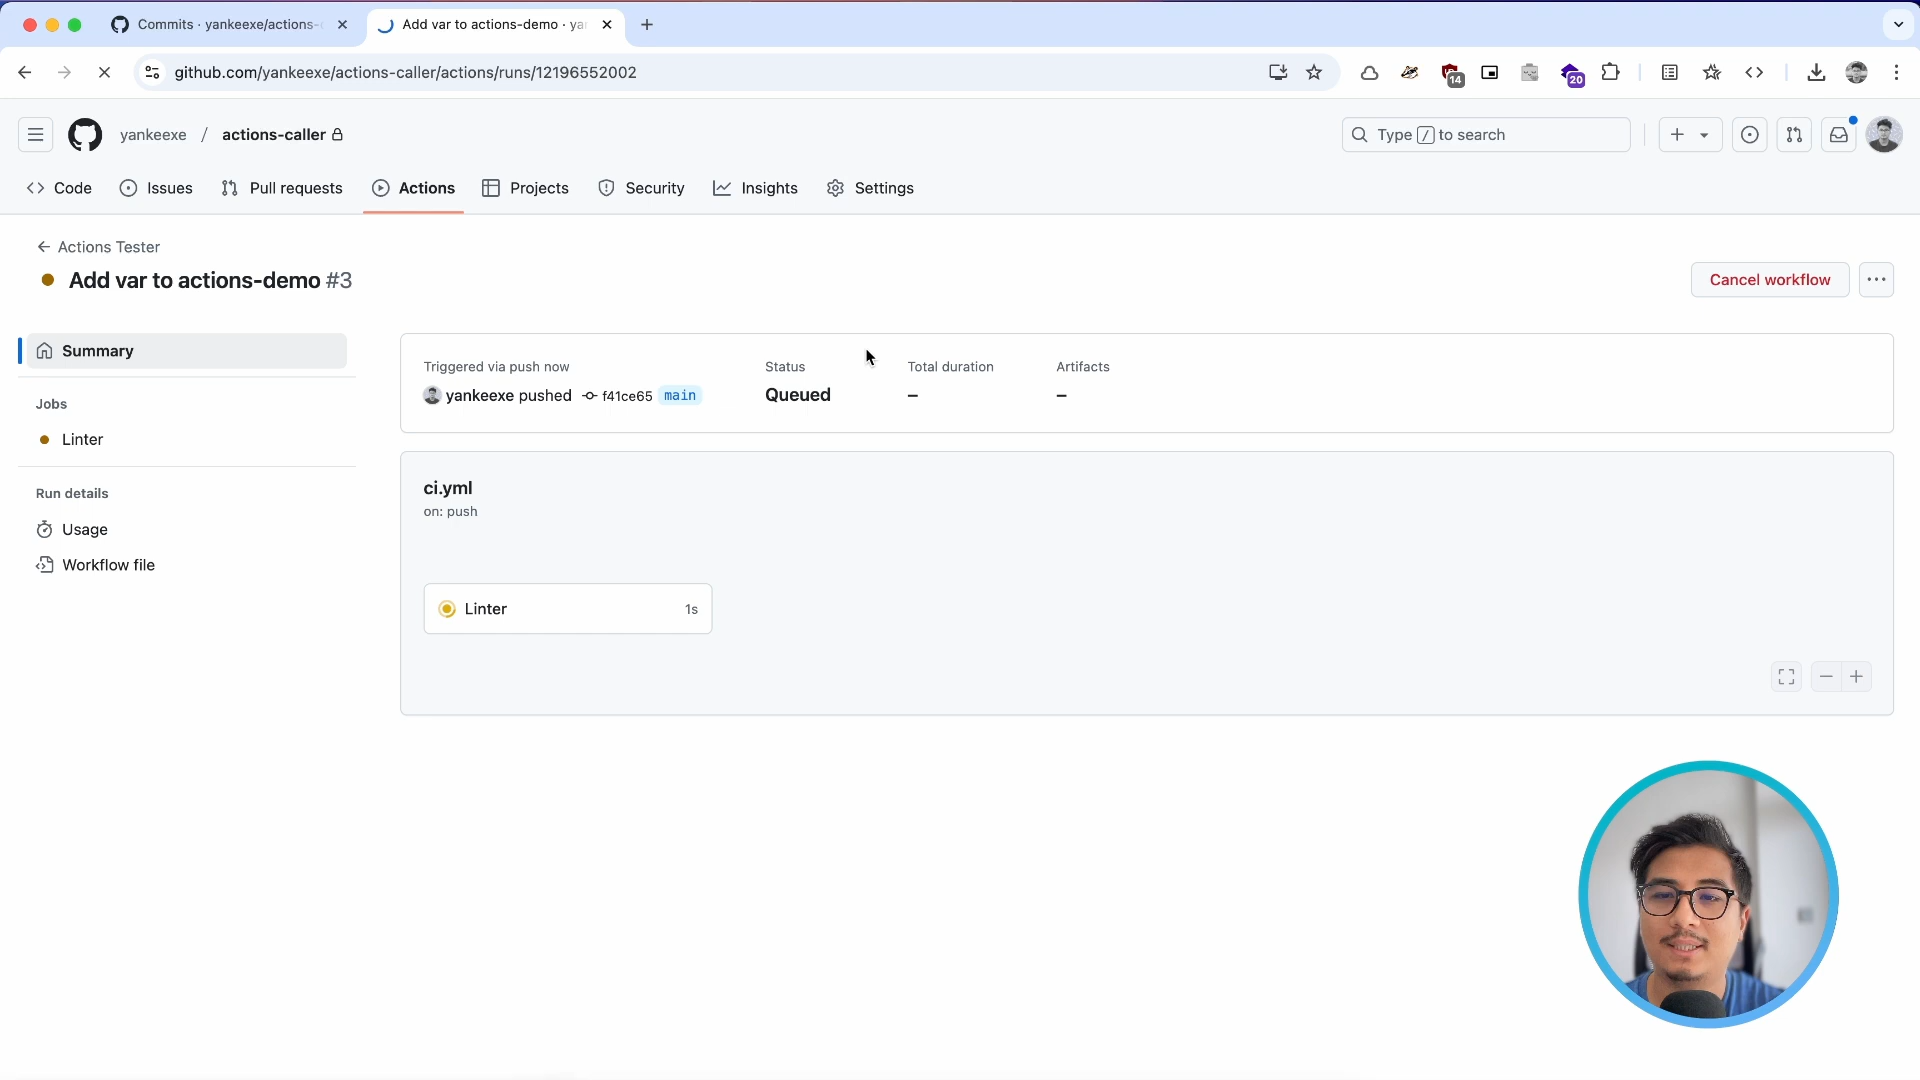 Commits · yankeexe/actions-
Add var to actions-demo · ya
github.com/yankeexe/actions-caller/actions/runs/12196552002
14
20
yankeexe / actions-caller
Type / to search
Code
Issues
Pull requests
Actions
Projects
Security
Insights
Settings
Actions Tester
Add var to actions-demo #3
Cancel workflow
Summary
Jobs
Linter
Run details
Usage
Workflow file
Triggered via push now
yankeexe pushed f41ce65 main
Status
Queued
Total duration
–
Artifacts
–
ci.yml
on: push
Linter 1s